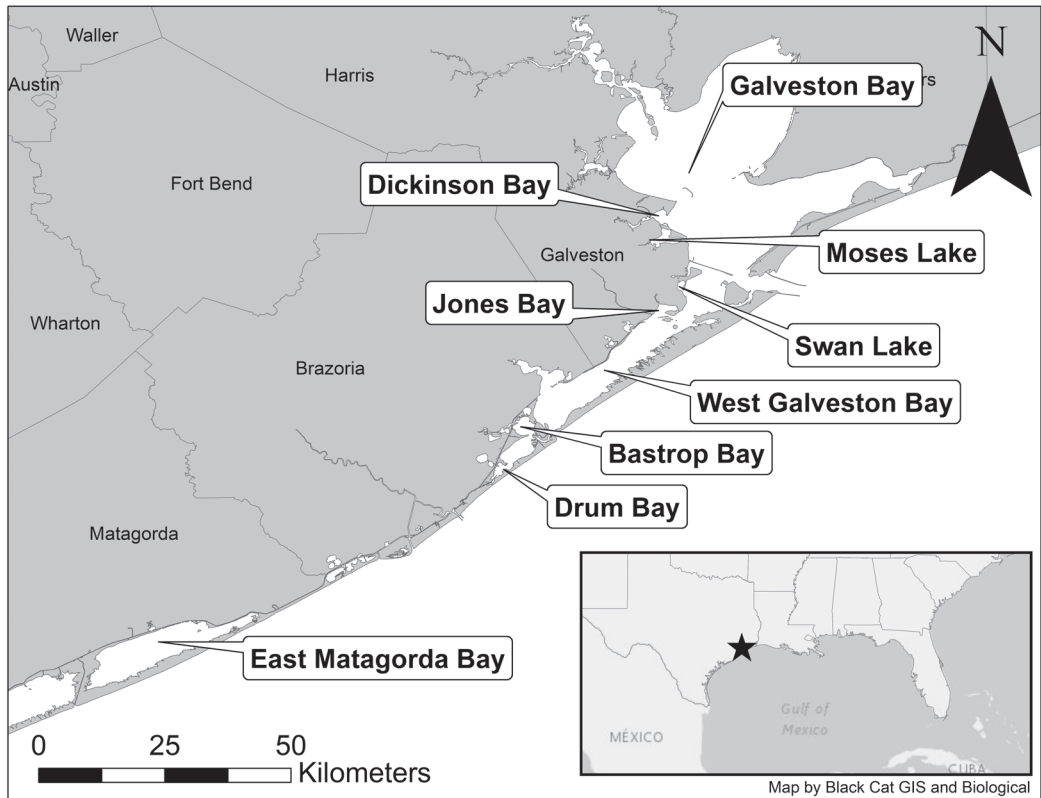 Waller
N
Austin
Harris
Galveston Bay
rs
Fort Bend
Dickinson Bay
Galveston
Moses Lake
Jones Bay
Wharton
Swan Lake
Brazoria
West Galveston Bay
Bastrop Bay
Drum Bay
Matagorda
East Matagorda Bay
Gulf of
Mexico
MÉXICO
CUBA
0 25 50
Kilometers
Map by Black Cat GIS and Biological